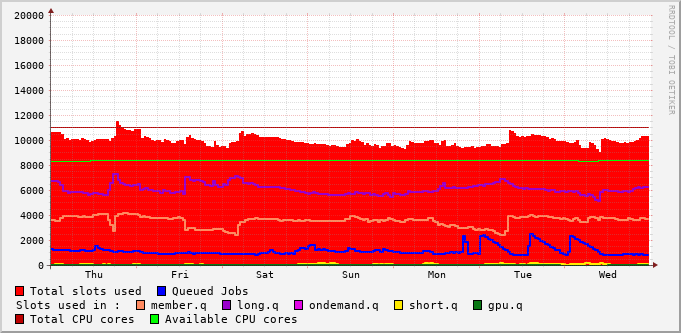 RRDTOOL / TOBI OETIKER
20000
18000
16000
14000
12000
10000
8000
6000
4000
2000
0
Thu Fri Sat Sun Mon Tue Wed
Total slots used Queued Jobs
Slots used in : member.q long.q ondemand.q short.q gpu.q
Total CPU cores Available CPU cores